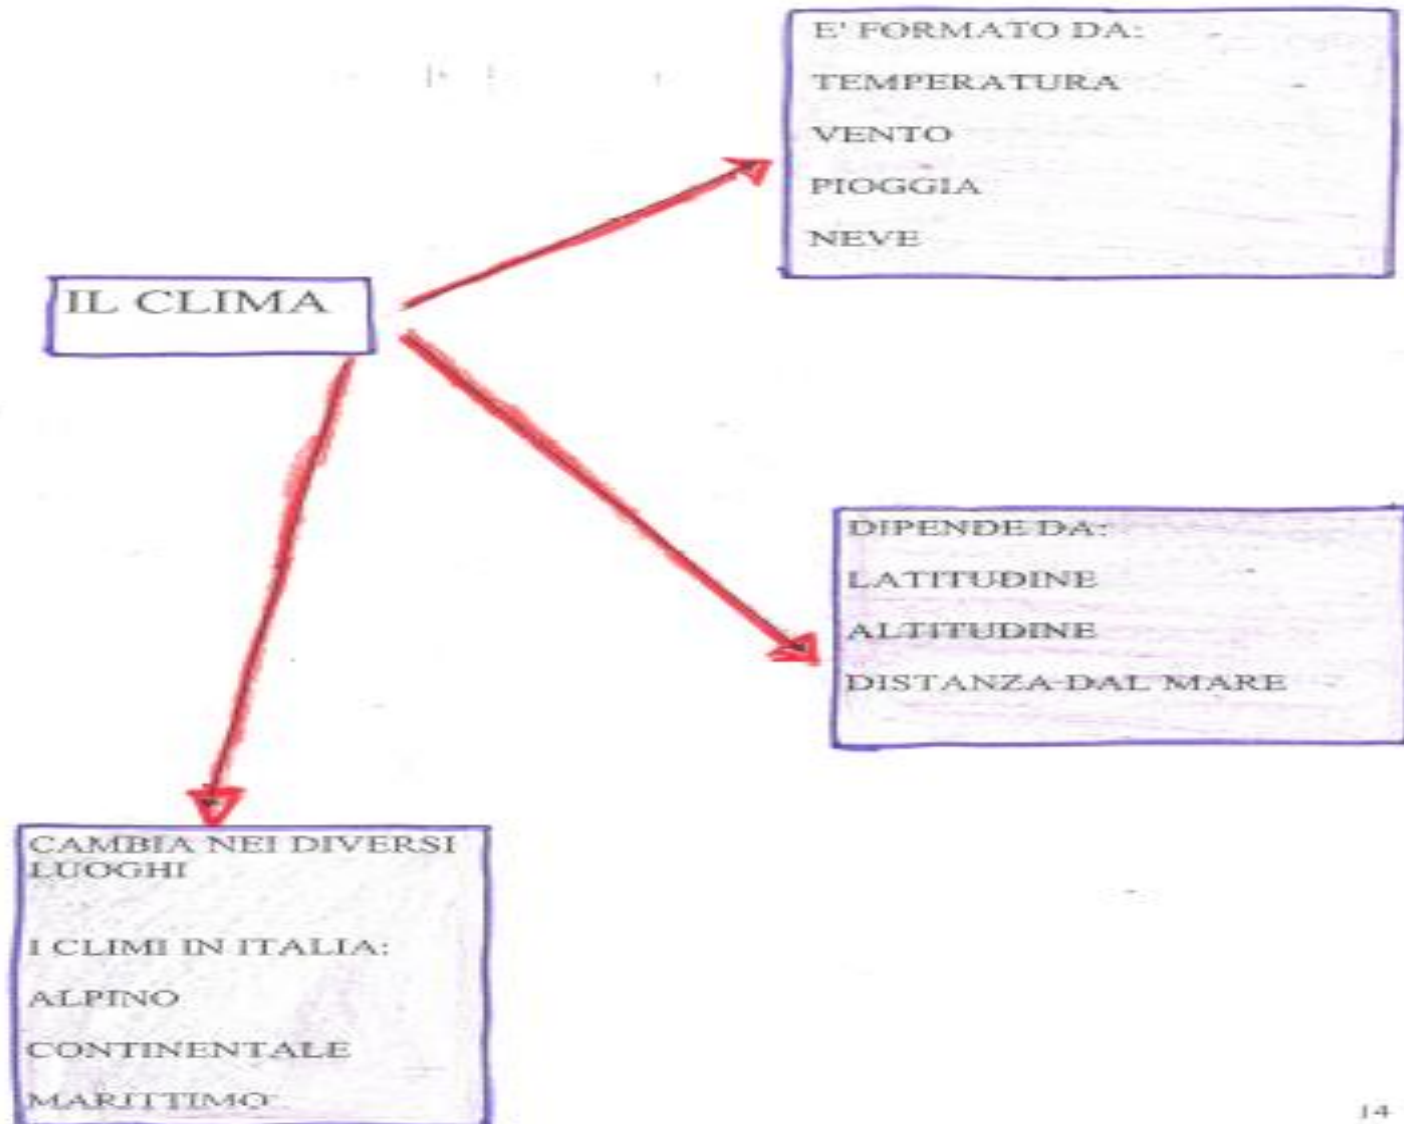 E' FORMATO DA:
TEMPERATURA
VENTO
PIOGGIA
NEVE
IL CLIMA
DIPENDE DA:
LATITUDINE
ALTITUDINE
DISTANZA DAL MARE
CAMBIA NEI DIVERSI
LUOGHI
I CLIMI IN ITALIA:
ALPINO
CONTINENTALE
MARITTIMO
14